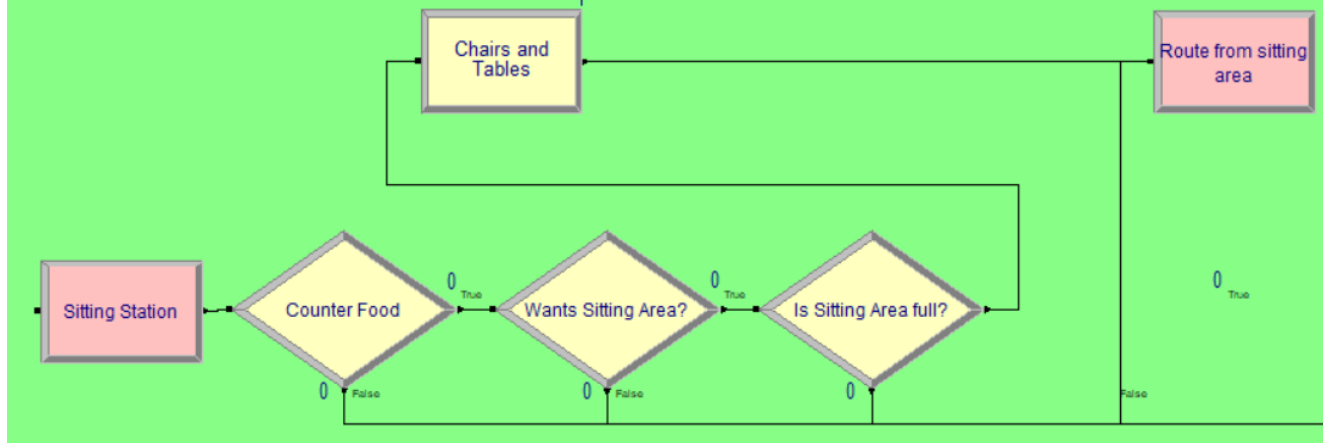 Chairs and
Tables
Route from sitting
area
Sitting Station
Counter Food
0
True
Wants Sitting Area?
0
True
Is Sitting Area full?
0
True
0
False
0
False
0
False